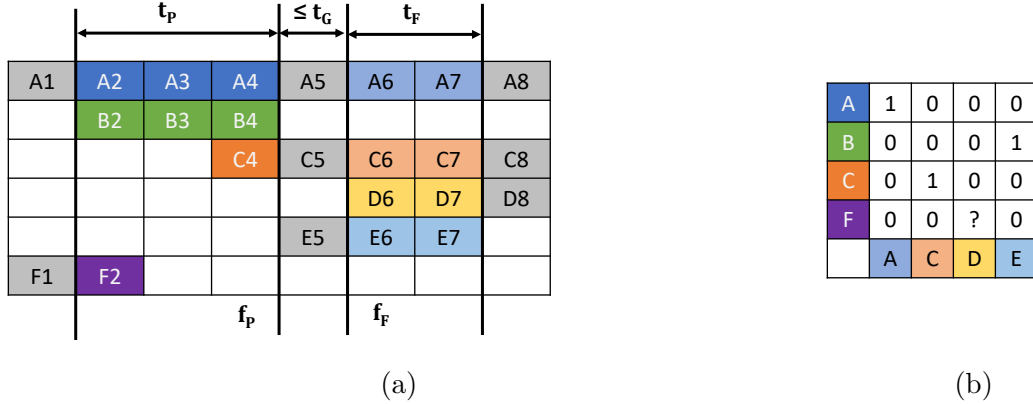 t_P ≤ t_G t_F
A1 A2 A3 A4 A5 A6 A7 A8
B2 B3 B4
C4 C5 C6 C7 C8
D6 D7 D8
E5 E6 E7
F1 F2
f_P f_F
(a)
A 1 0 0 0
B 0 0 0 1
C 0 1 0 0
F 0 0 ? 0
A C D E
(b)